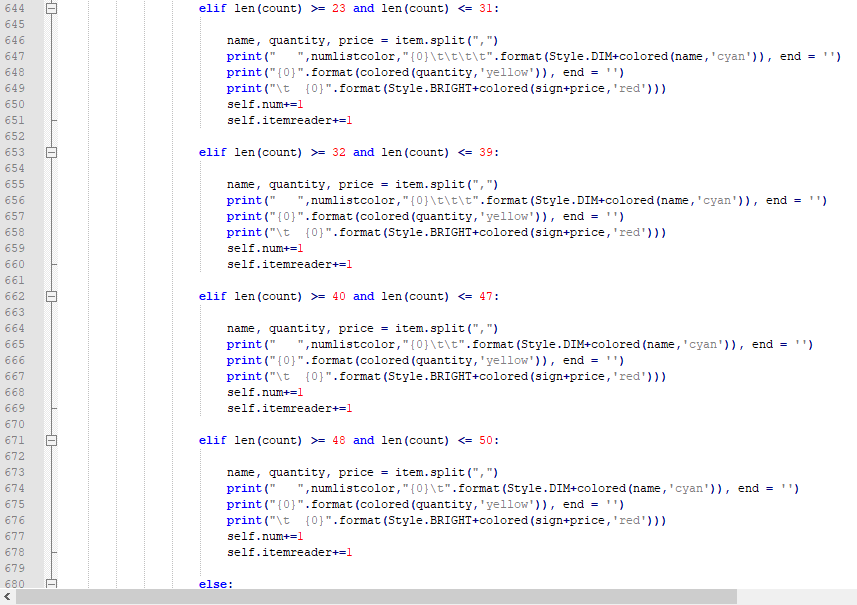 644 elif len(count) >= 23 and len(count) <= 31:
645
646 name, quantity, price = item.split(",")
647 print("   ",numlistcolor,"{0}\t\t\t\t".format(Style.DIM+colored(name,'cyan')), end = '')
648 print("{0}".format(colored(quantity,'yellow')), end = '')
649 print("\t  {0}".format(Style.BRIGHT+colored(sign+price,'red')))
650 self.num+=1
651 self.itemreader+=1
652
653 elif len(count) >= 32 and len(count) <= 39:
654
655 name, quantity, price = item.split(",")
656 print("   ",numlistcolor,"{0}\t\t\t".format(Style.DIM+colored(name,'cyan')), end = '')
657 print("{0}".format(colored(quantity,'yellow')), end = '')
658 print("\t  {0}".format(Style.BRIGHT+colored(sign+price,'red')))
659 self.num+=1
660 self.itemreader+=1
661
662 elif len(count) >= 40 and len(count) <= 47:
663
664 name, quantity, price = item.split(",")
665 print("   ",numlistcolor,"{0}\t\t".format(Style.DIM+colored(name,'cyan')), end = '')
666 print("{0}".format(colored(quantity,'yellow')), end = '')
667 print("\t  {0}".format(Style.BRIGHT+colored(sign+price,'red')))
668 self.num+=1
669 self.itemreader+=1
670
671 elif len(count) >= 48 and len(count) <= 50:
672
673 name, quantity, price = item.split(",")
674 print("   ",numlistcolor,"{0}\t".format(Style.DIM+colored(name,'cyan')), end = '')
675 print("{0}".format(colored(quantity,'yellow')), end = '')
676 print("\t  {0}".format(Style.BRIGHT+colored(sign+price,'red')))
677 self.num+=1
678 self.itemreader+=1
679
680 else: